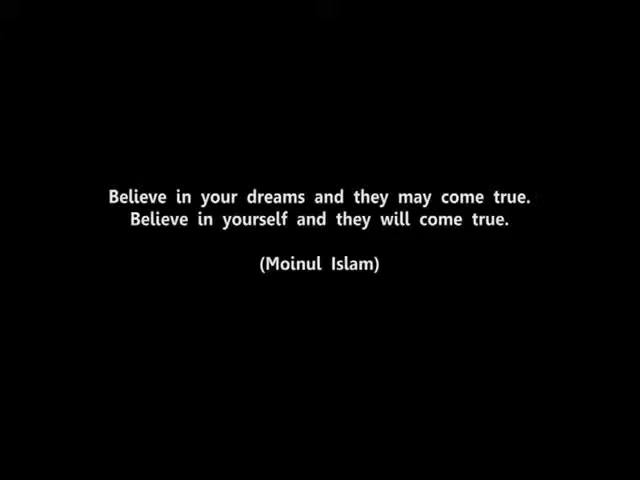 Believe in your dreams and they may come true.
Believe in yourself and they will come true.
(Moinul Islam)